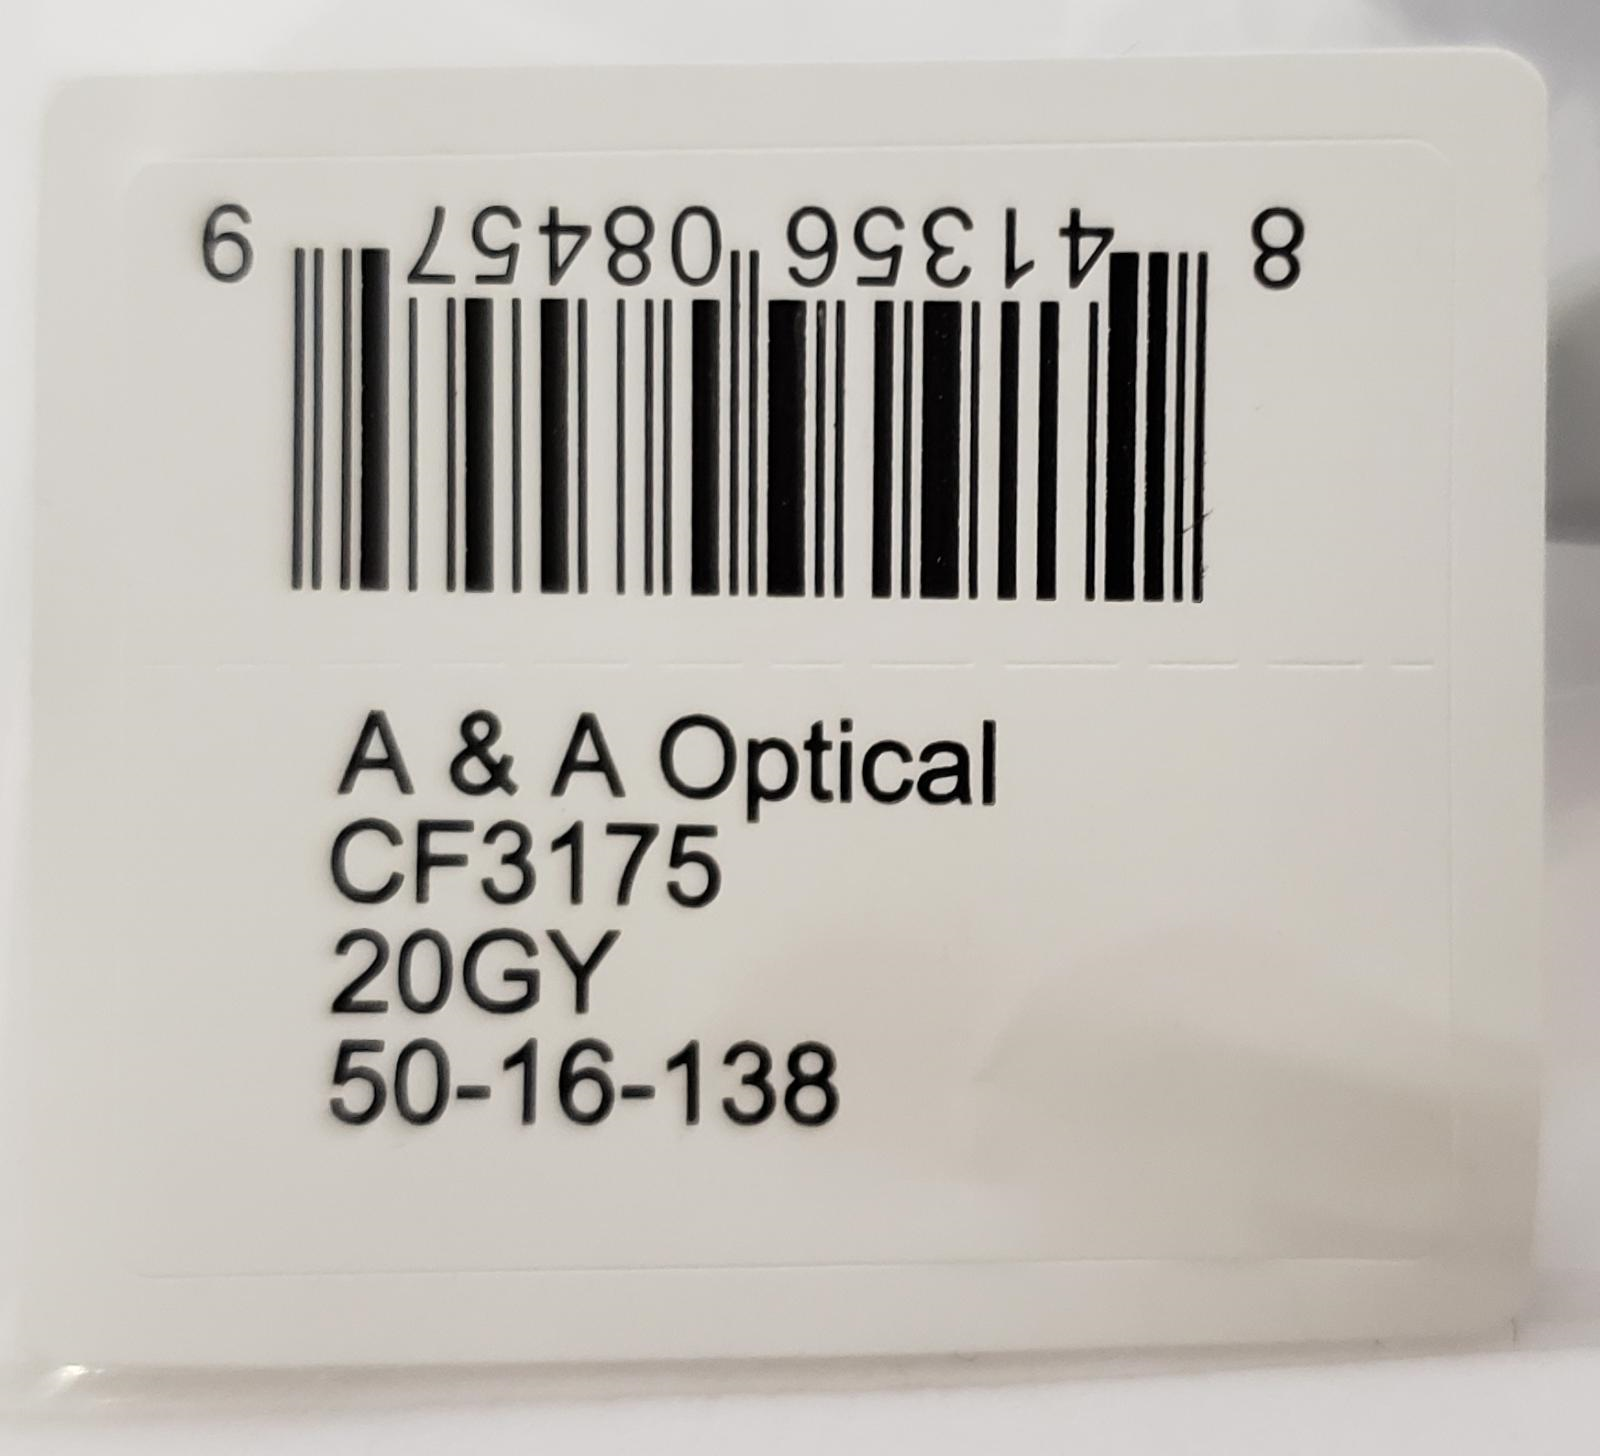 8 41356 08457 9
A & A Optical
CF3175
20GY
50-16-138